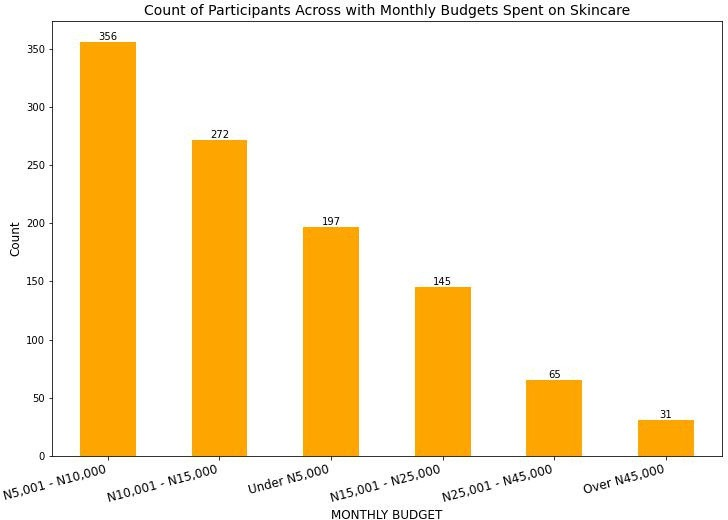 Count of Participants Across with Monthly Budgets Spent on Skincare
Count
350
300
250
200
150
100
50
0
356
272
197
145
65
31
N5,001 - N10,000
N10,001 - N15,000
Under N5,000
N15,001 - N25,000
N25,001 - N45,000
Over N45,000
MONTHLY BUDGET